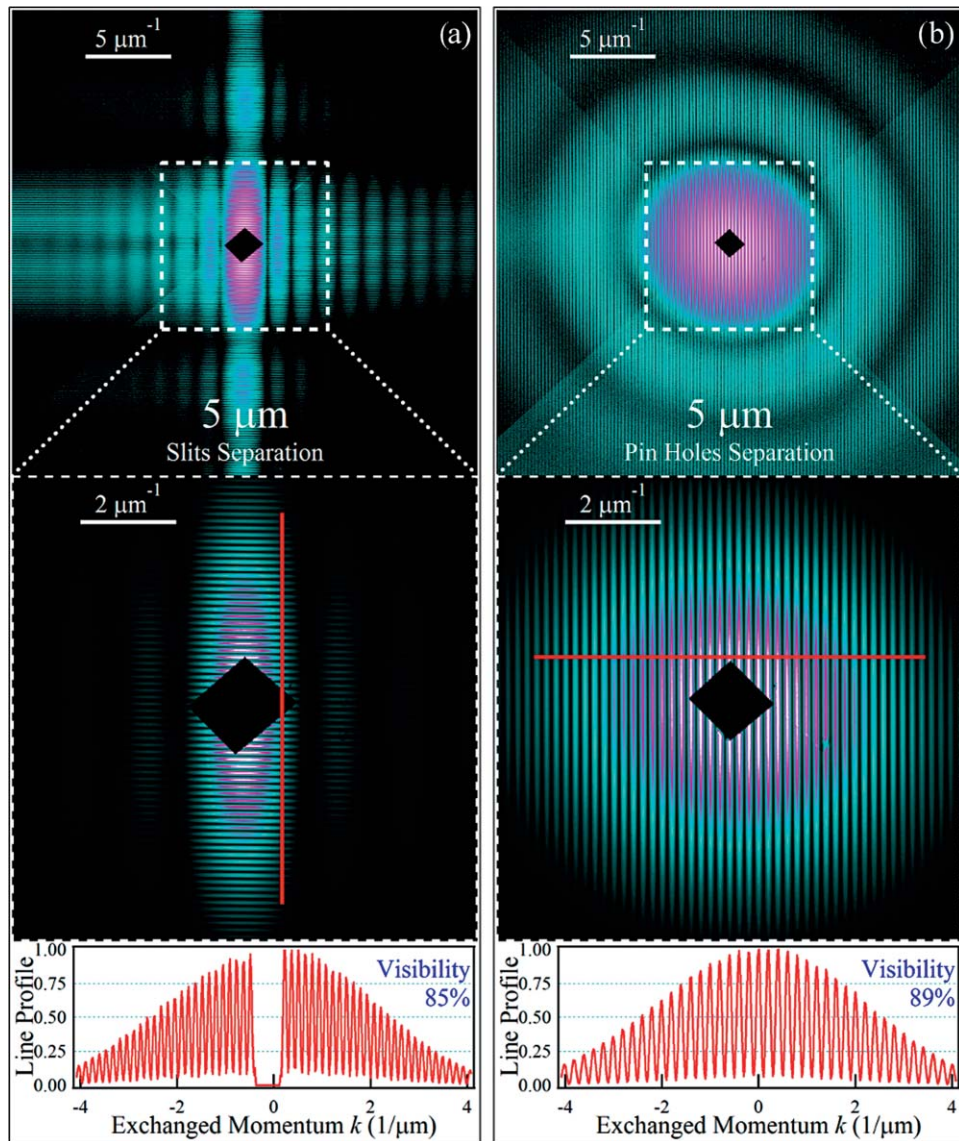 5 μm⁻¹
(a)
5 μm
Slits Separation
2 μm⁻¹
1.00
0.75
0.50
0.25
0.00
Line Profile
Visibility
85%
-4 -2 0 2 4
Exchanged Momentum k (1/μm)
5 μm⁻¹
(b)
5 μm
Pin Holes Separation
2 μm⁻¹
1.00
0.75
0.50
0.25
0.00
Line Profile
Visibility
89%
-4 -2 0 2 4
Exchanged Momentum k (1/μm)